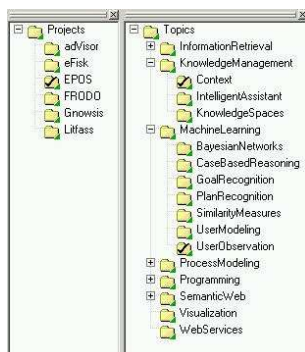 Projects
adVisor
eFisk
EPOS
FRODO
Gnowsis
Litfass
Topics
InformationRetrieval
KnowledgeManagement
Context
IntelligentAssistant
KnowledgeSpaces
MachineLearning
BayesianNetworks
CaseBasedReasoning
GoalRecognition
PlanRecognition
SimilarityMeasures
UserModeling
UserObservation
ProcessModeling
Programming
SemanticWeb
Visualization
WebServices